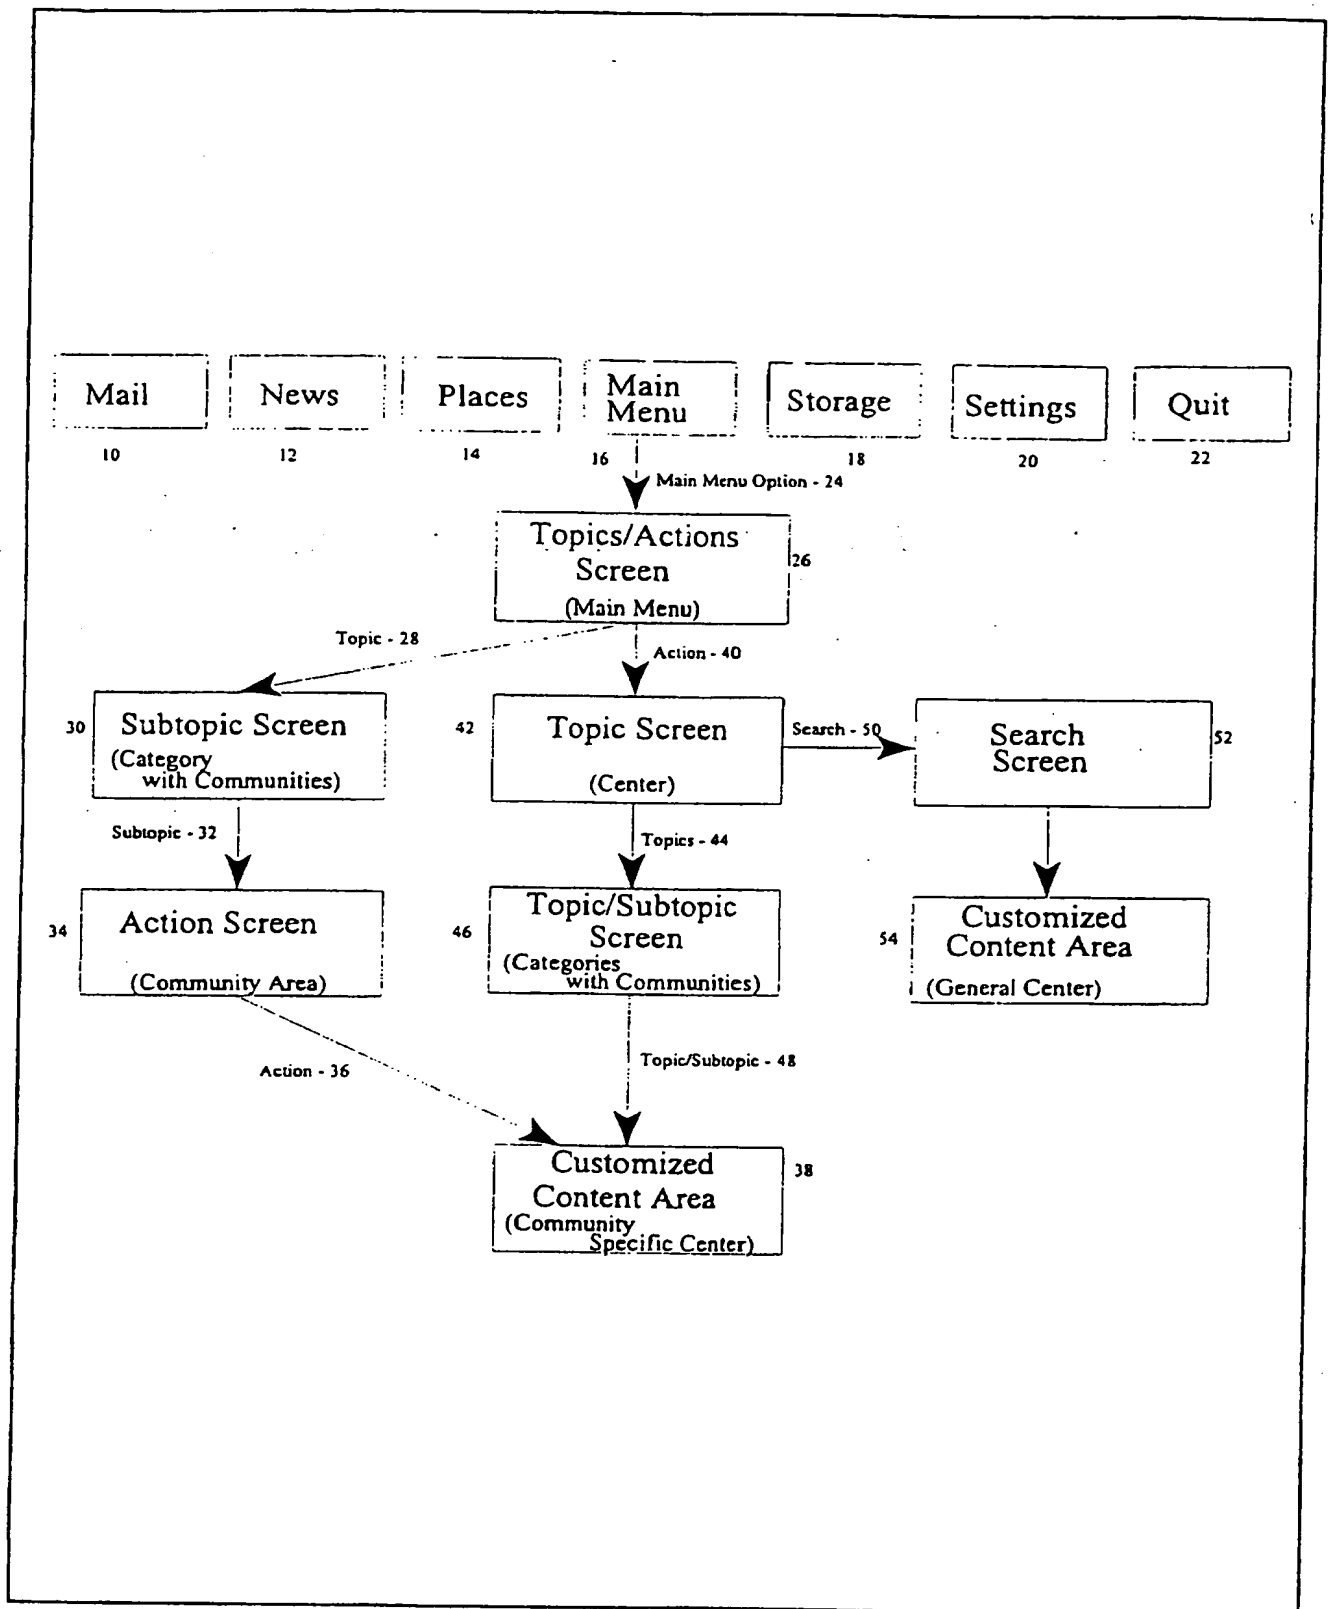 Mail
News
Places
Main
Menu
Storage
Settings
Quit
10
12
14
16
18
20
22
Main Menu Option - 24
Topics/Actions
Screen
(Main Menu)
26
Topic - 28
Action - 40
30
Subtopic Screen
(Category
with Communities)
42
Topic Screen
(Center)
Search - 50
Search
Screen
52
Subtopic - 32
Topics - 44
34
Action Screen
(Community Area)
46
Topic/Subtopic
Screen
(Categories
with Communities)
54
Customized
Content Area
(General Center)
Action - 36
Topic/Subtopic - 48
Customized
Content Area
(Community
Specific Center)
38